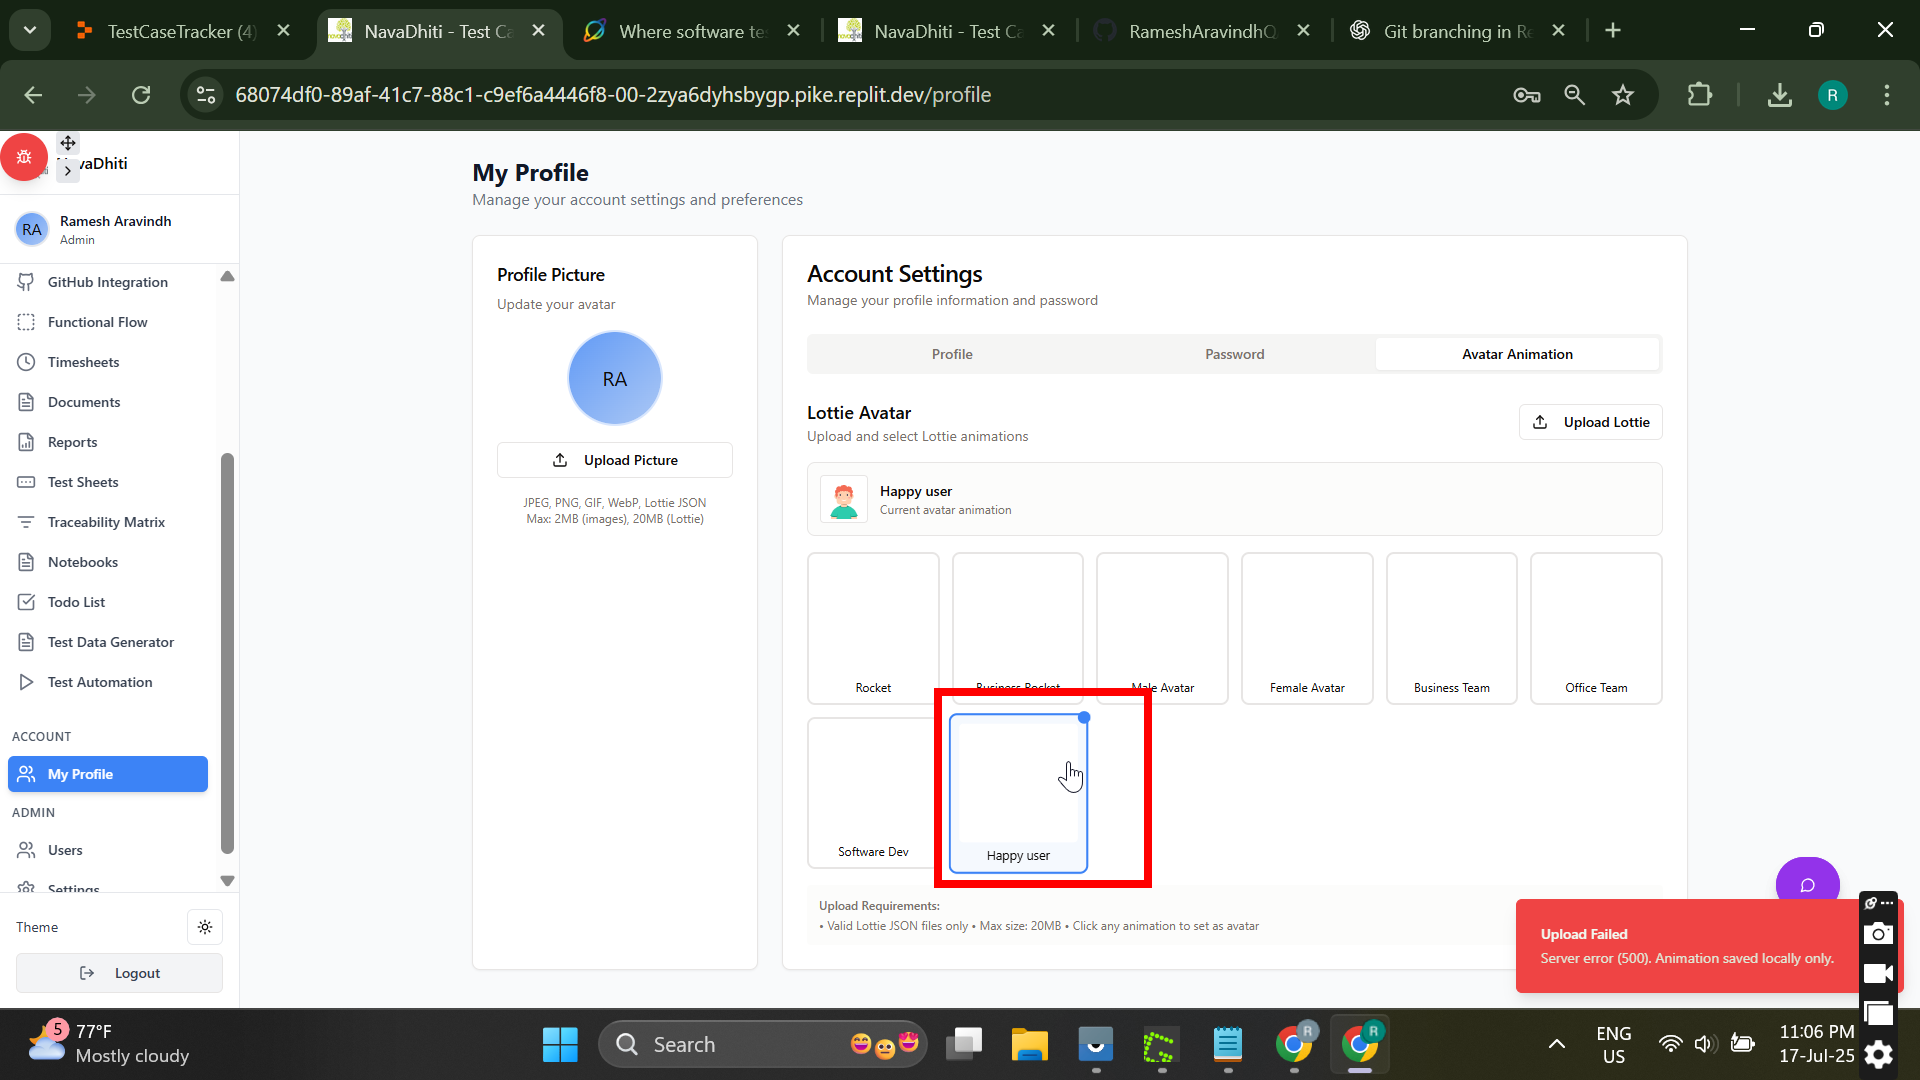 TestCaseTracker (4)
NavaDhiti - Test Ca
Where software te
NavaDhiti - Test Ca
RameshAravindhQ
Git branching in Re
68074df0-89af-41c7-88c1-c9ef6a4446f8-00-2zya6dyhsbygp.pike.replit.dev/profile
R
vaDhiti
RA
Ramesh Aravindh
Admin
GitHub Integration
Functional Flow
Timesheets
Documents
Reports
Test Sheets
Traceability Matrix
Notebooks
Todo List
Test Data Generator
Test Automation
ACCOUNT
My Profile
ADMIN
Users
Settings
Theme
Logout
My Profile
Manage your account settings and preferences
Profile Picture
Update your avatar
RA
Upload Picture
JPEG, PNG, GIF, WebP, Lottie JSON
Max: 2MB (images), 20MB (Lottie)
Account Settings
Manage your profile information and password
Profile
Password
Avatar Animation
Lottie Avatar
Upload and select Lottie animations
Upload Lottie
Happy user
Current avatar animation
Rocket
Business Rocket
Male Avatar
Female Avatar
Business Team
Office Team
Software Dev
Happy user
Upload Requirements:
• Valid Lottie JSON files only • Max size: 20MB • Click any animation to set as avatar
Upload Failed
Server error (500). Animation saved locally only.
5
77°F
Mostly cloudy
Search
R
R
ENG
US
11:06 PM
17-Jul-25